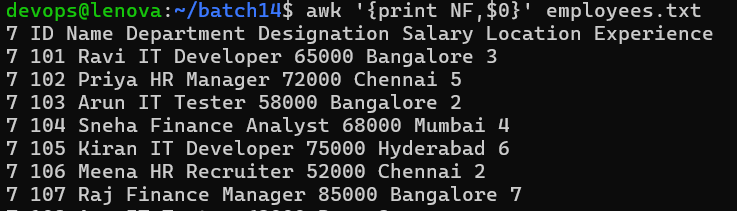 devops@lenova:~/batch14$ awk '{print NF,$0}' employees.txt
7 ID Name Department Designation Salary Location Experience
7 101 Ravi IT Developer 65000 Bangalore 3
7 102 Priya HR Manager 72000 Chennai 5
7 103 Arun IT Tester 58000 Bangalore 2
7 104 Sneha Finance Analyst 68000 Mumbai 4
7 105 Kiran IT Developer 75000 Hyderabad 6
7 106 Meena HR Recruiter 52000 Chennai 2
7 107 Raj Finance Manager 85000 Bangalore 7